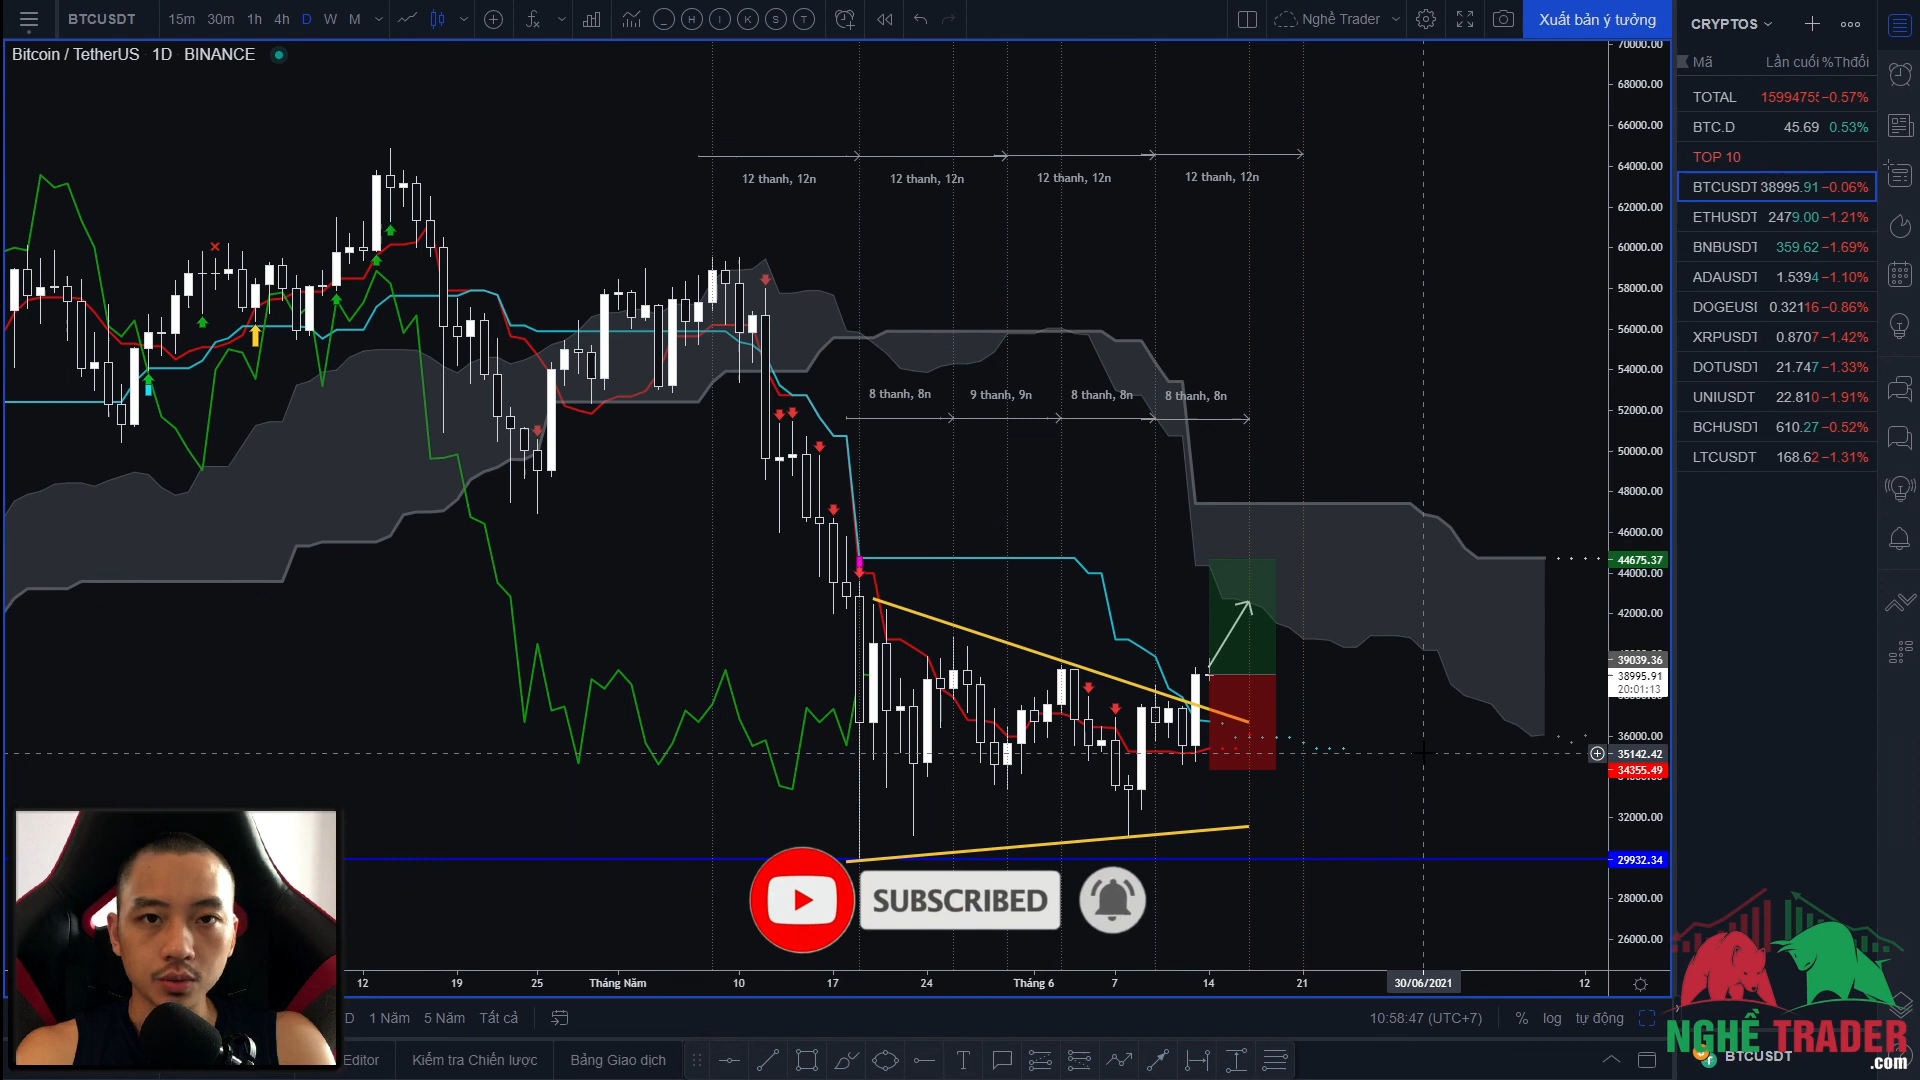 BTCUSDT 15m 30m 1h 4h D W M
H I K S T
Nghề Trader
Xuất bản ý tưởng
CRYPTOS
Bitcoin / TetherUS 1D BINANCE
Mã Lần cuối %Thđổi
TOTAL 1599475 −0.57%
BTC.D 45.69 0.53%
TOP 10
BTCUSDT 38995.91 −0.06%
ETHUSDT 2479.00 −1.21%
BNBUSDT 359.62 −1.69%
ADAUSDT 1.5394 −1.10%
DOGEUSI 0.32116 −0.86%
XRPUSDT 0.8707 −1.42%
DOTUSDT 21.747 −1.33%
UNIUSDT 22.810 −1.91%
BCHUSDT 610.27 −0.52%
LTCUSDT 168.62 −1.31%
70000.00
68000.00
66000.00
64000.00
62000.00
60000.00
58000.00
56000.00
54000.00
52000.00
50000.00
48000.00
46000.00
44675.37
44000.00
42000.00
39039.36
38995.91
20:01:13
36000.00
35142.42
34355.49
32000.00
29932.34
28000.00
26000.00
12 thanh, 12n
12 thanh, 12n
12 thanh, 12n
12 thanh, 12n
8 thanh, 8n
9 thanh, 9n
8 thanh, 8n
8 thanh, 8n
SUBSCRIBED
12 19 25 Tháng Năm 10 17 24 Tháng 6 7 14 21 30/06/2021 12
D 1 Năm 5 Năm Tất cả
10:58:47 (UTC+7) % log tự động
Editor Kiểm tra Chiến lược Bảng Giao dịch
T
NGHỀ TRADER
.com
BTCUSDT